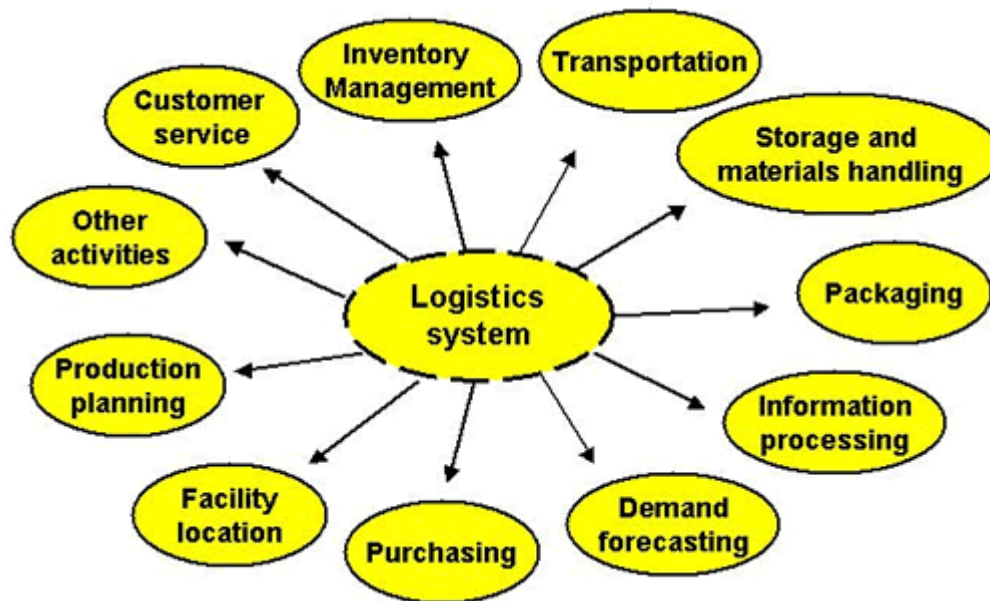 Inventory
Management
Transportation
Customer
service
Storage and
materials handling
Other
activities
Logistics
system
Packaging
Production
planning
Information
processing
Facility
location
Purchasing
Demand
forecasting